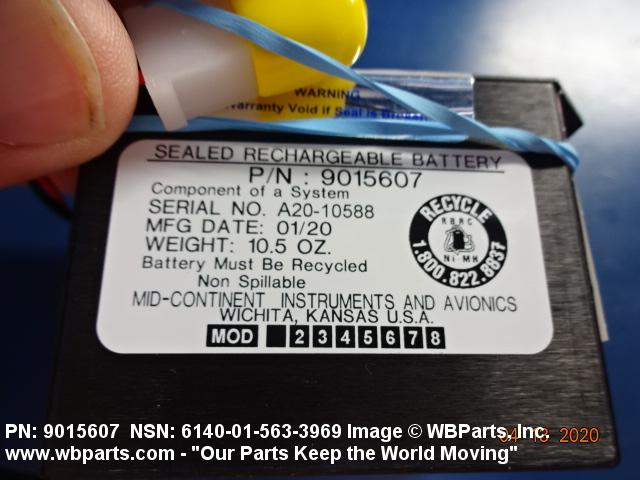 WARNING
Warranty Void if Seal is Broken
SEALED RECHARGEABLE BATTERY
P/N : 9015607
Component of a System
SERIAL NO. A20-10588
MFG DATE: 01/20
WEIGHT: 10.5 OZ.
Battery Must Be Recycled
Non Spillable
RECYCLE
RBRC
Ni-MH
1.800.822.8837
MID-CONTINENT INSTRUMENTS AND AVIONICS
WICHITA, KANSAS U.S.A.
MOD 2 3 4 5 6 7 8
PN: 9015607 NSN: 6140-01-563-3969 Image © WBParts, Inc.
04 13 2020
www.wbparts.com - "Our Parts Keep the World Moving"